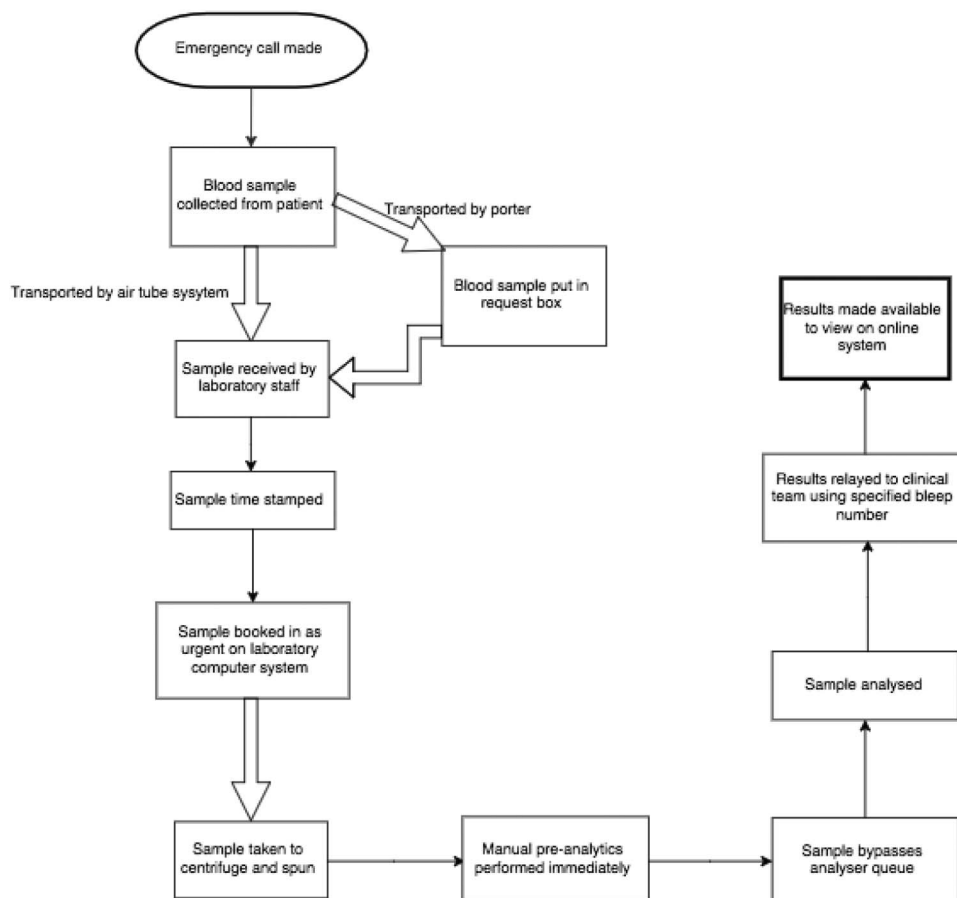 Emergency call made
Blood sample
collected from patient
Transported by porter
Transported by air tube sysytem
Blood sample put in
request box
Sample received by
laboratory staff
Sample time stamped
Sample booked in as
urgent on laboratory
computer system
Sample taken to
centrifuge and spun
Manual pre-analytics
performed immediately
Sample bypasses
analyser queue
Sample analysed
Results relayed to clinical
team using specified bleep
number
Results made available
to view on online
system